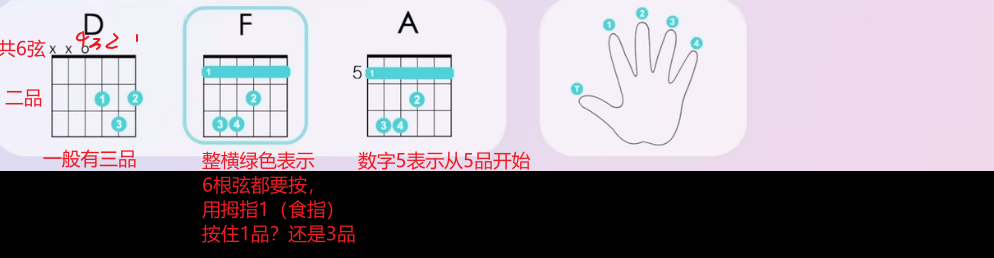 D
F
A
共6弦 x x o 4 3 2 1
1
1
5 1
二品
1 2
2
2
3
3 4
3 4
1
2
3
4
T
一般有三品
整横绿色表示
6根弦都要按，
用拇指1（食指）
按住1品？还是3品
数字5表示从5品开始